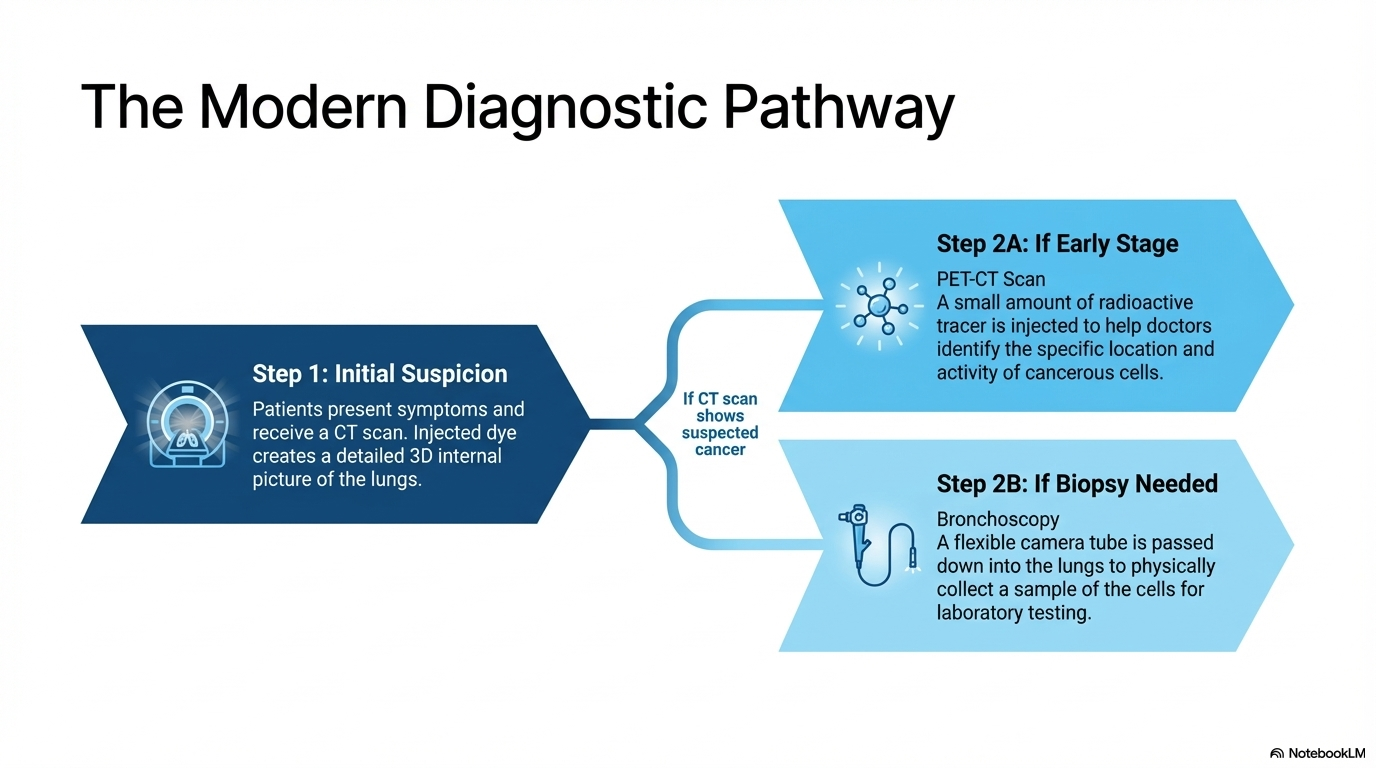 The Modern Diagnostic Pathway
Step 1: Initial Suspicion
Patients present symptoms and
receive a CT scan. Injected dye
creates a detailed 3D internal
picture of the lungs.
If CT scan
shows
suspected
cancer
Step 2A: If Early Stage
PET-CT Scan
A small amount of radioactive
tracer is injected to help doctors
identify the specific location and
activity of cancerous cells.
Step 2B: If Biopsy Needed
Bronchoscopy
A flexible camera tube is passed
down into the lungs to physically
collect a sample of the cells for
laboratory testing.
NotebookLM